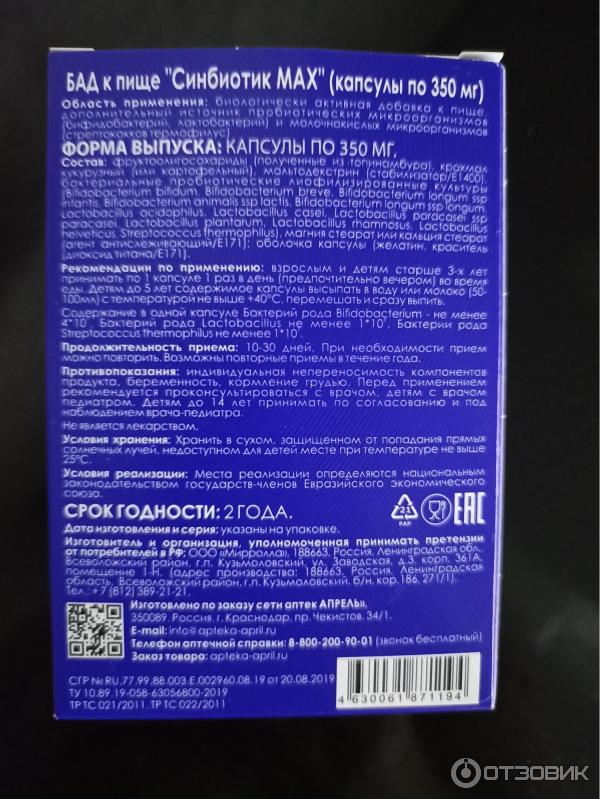 БАД к пище "Синбиотик MAX" (капсулы по 350 мг)
Область применения: биологически активная добавка к пище,
дополнительный источник пробиотических микроорганизмов
(бифидобактерий, лактобактерий) и молочнокислых микроорганизмов
(стрептококков термофилус)
ФОРМА ВЫПУСКА: КАПСУЛЫ ПО 350 МГ.
Состав: фруктоолигосахариды (полученные из топинамбура), крахмал
кукурузный (или картофельный), мальтодекстрин (стабилизатор/E1400),
бактериальные пробиотические лиофилизированные культуры
(Bifidobacterium bifidum, Bifidobacterium breve, Bifidobacterium longum ssp
infantis, Bifidobacterium animalis ssp lactis, Bifidobacterium longum ssp longum,
Lactobacillus acidophilus, Lactobacillus casei, Lactobacillus paracasei ssp
paracasei, Lactobacillus plantarum, Lactobacillus rhamnosus, Lactobacillus
helveticus, Streptococcus thermophilus), магния стеарат или кальция стеарат
(агент антислеживающий/E171); оболочка капсулы (желатин, краситель
(диоксид титана/E171).
Рекомендации по применению: взрослым и детям старше 3-х лет
принимать по 1 капсуле 1 раз в день (предпочтительно вечером) во время
еды. Детям до 5 лет содержимое капсулы высыпать в воду или молоко (50-
100мл) с температурой не выше +40°C, перемешать и сразу выпить.
Содержание в одной капсуле Бактерий рода Bifidobacterium - не менее
4*10⁸, Бактерий рода Lactobacillus не менее 1*10⁸, Бактерии рода
Streptococcus thermophilus не менее 1*10⁸.
Продолжительность приема: 10-30 дней. При необходимости прием
можно повторить. Возможны повторные приемы в течение года.
Противопоказания: индивидуальная непереносимость компонентов
продукта, беременность, кормление грудью. Перед применением
рекомендуется проконсультироваться с врачом, детям с врачом
педиатром. Детям до 14 лет принимать по согласованию и под
наблюдением врача-педиатра.
Не является лекарством.
Условия хранения: Хранить в сухом, защищенном от попадания прямых
солнечных лучей, недоступном для детей месте при температуре не выше
25°C.
Условия реализации: Места реализации определяются национальным
законодательством государств-членов Евразийского экономического
союза.
СРОК ГОДНОСТИ: 2 ГОДА.
Дата изготовления и серия: указаны на упаковке.
21
PAP
EAC
Изготовитель и организация, уполномоченная принимать претензии
от потребителей в РФ: ООО «Мирролла», 188663, Россия, Ленинградская обл.,
Всеволожский район, г.п. Кузьмоловский, ул. Заводская, д.3, корп. 361А,
помещение 1-Н. (адрес производства: 188663, Россия, Ленинградская
область, Всеволожский район, г.п. Кузьмоловский, б/н, кор.186, 271/1).
Тел.: +7 (812) 389-21-21.
Изготовлено по заказу сети аптек АПРЕЛЬ».
350089, Россия, г. Краснодар, пр. Чекистов, 34/1.
E-mail: info@apteka-april.ru
Телефон аптечной справки: 8-800-200-90-01 (звонок бесплатный)
Заказ товара: apteka-april.ru
СГР № RU.77.99.88.003.E.002960.08.19 от 20.08.2019
ТУ 10.89.19-058-63056800-2019
ТР ТС 021/2011, ТР ТС 022/2011
4 630061 871194
ОТЗОВИК